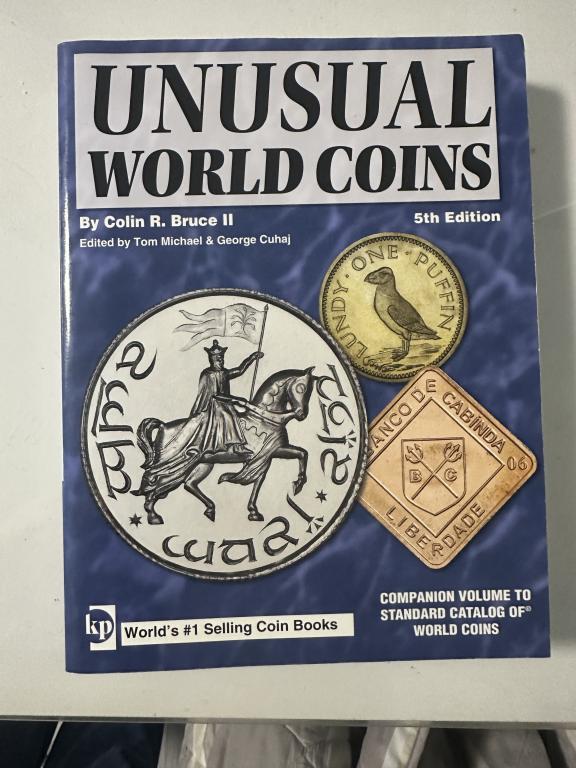 UNUSUAL
WORLD COINS
By Colin R. Bruce II
5th Edition
Edited by Tom Michael & George Cuhaj
LUNDY · ONE · PUFFIN
BANCO DE CABINDA
06
B C
LIBERDADE
COMPANION VOLUME TO
STANDARD CATALOG OF®
WORLD COINS
kp
World's #1 Selling Coin Books